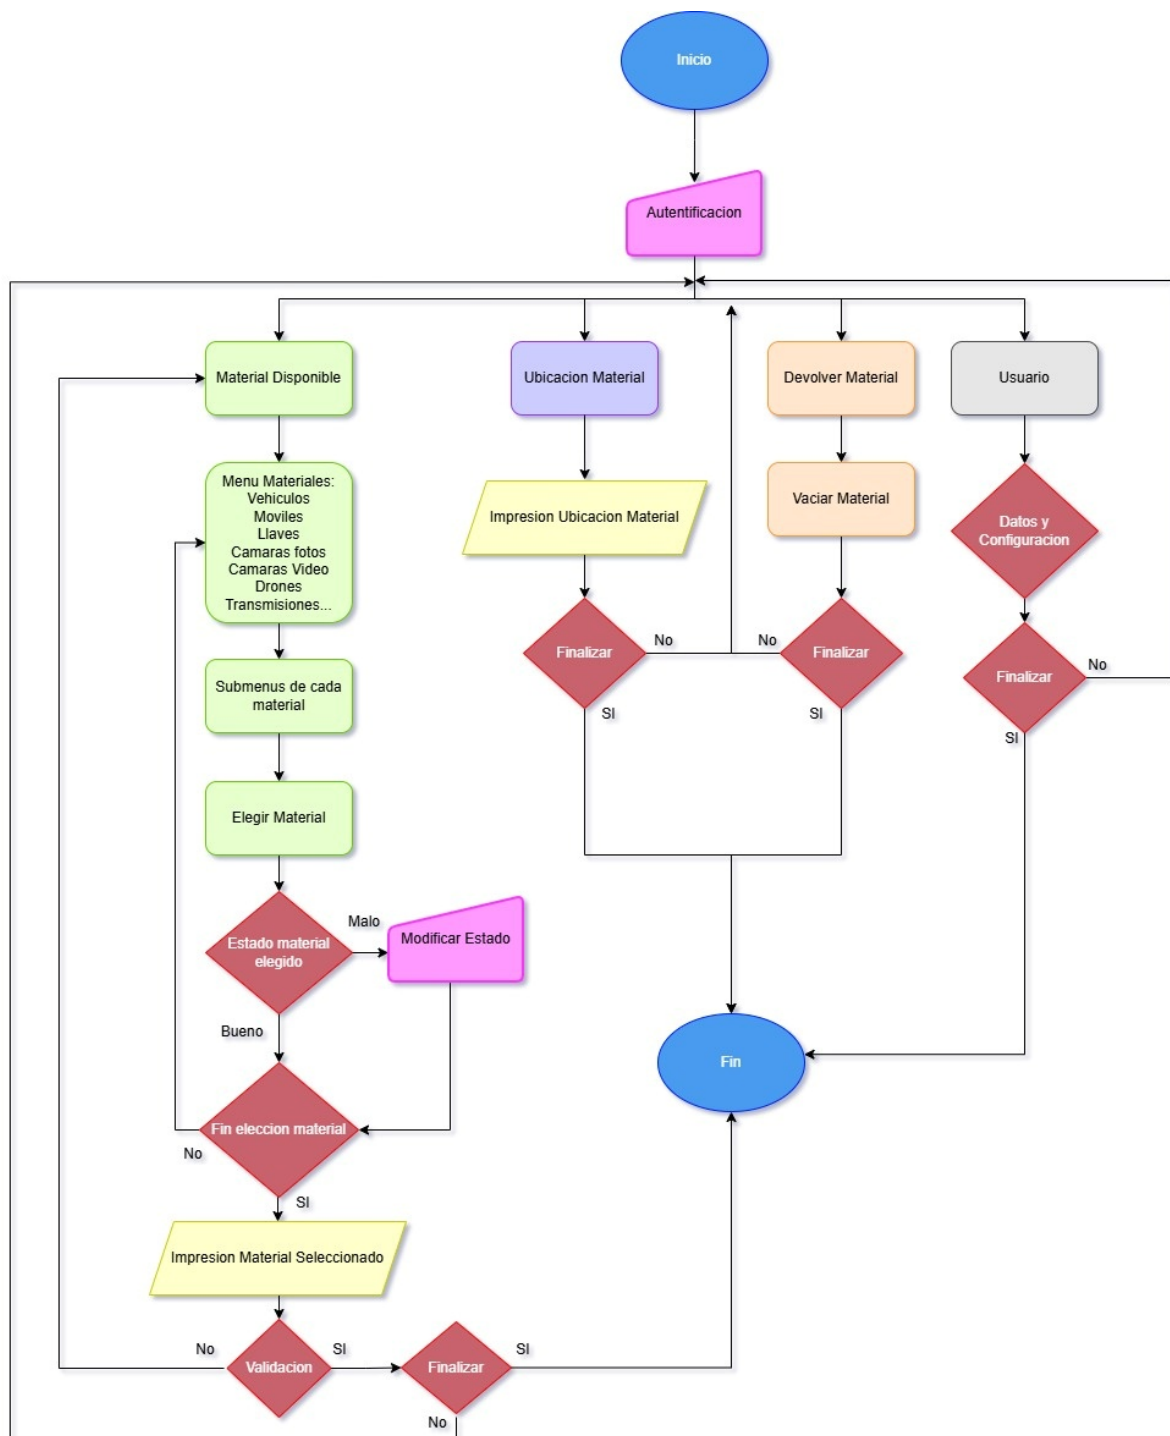 Inicio
Autentificacion
Material Disponible
Ubicacion Material
Devolver Material
Usuario
Menu Materiales:
Vehiculos
Moviles
Llaves
Camaras fotos
Camaras Video
Drones
Transmisiones...
Impresion Ubicacion Material
Vaciar Material
Datos y
Configuracion
Finalizar
No
SI
No
Finalizar
SI
Finalizar
No
SI
Submenus de cada
material
Elegir Material
Estado material
elegido
Malo
Modificar Estado
Bueno
Fin
Fin eleccion material
No
SI
Impresion Material Seleccionado
No
Validacion
SI
Finalizar
SI
No